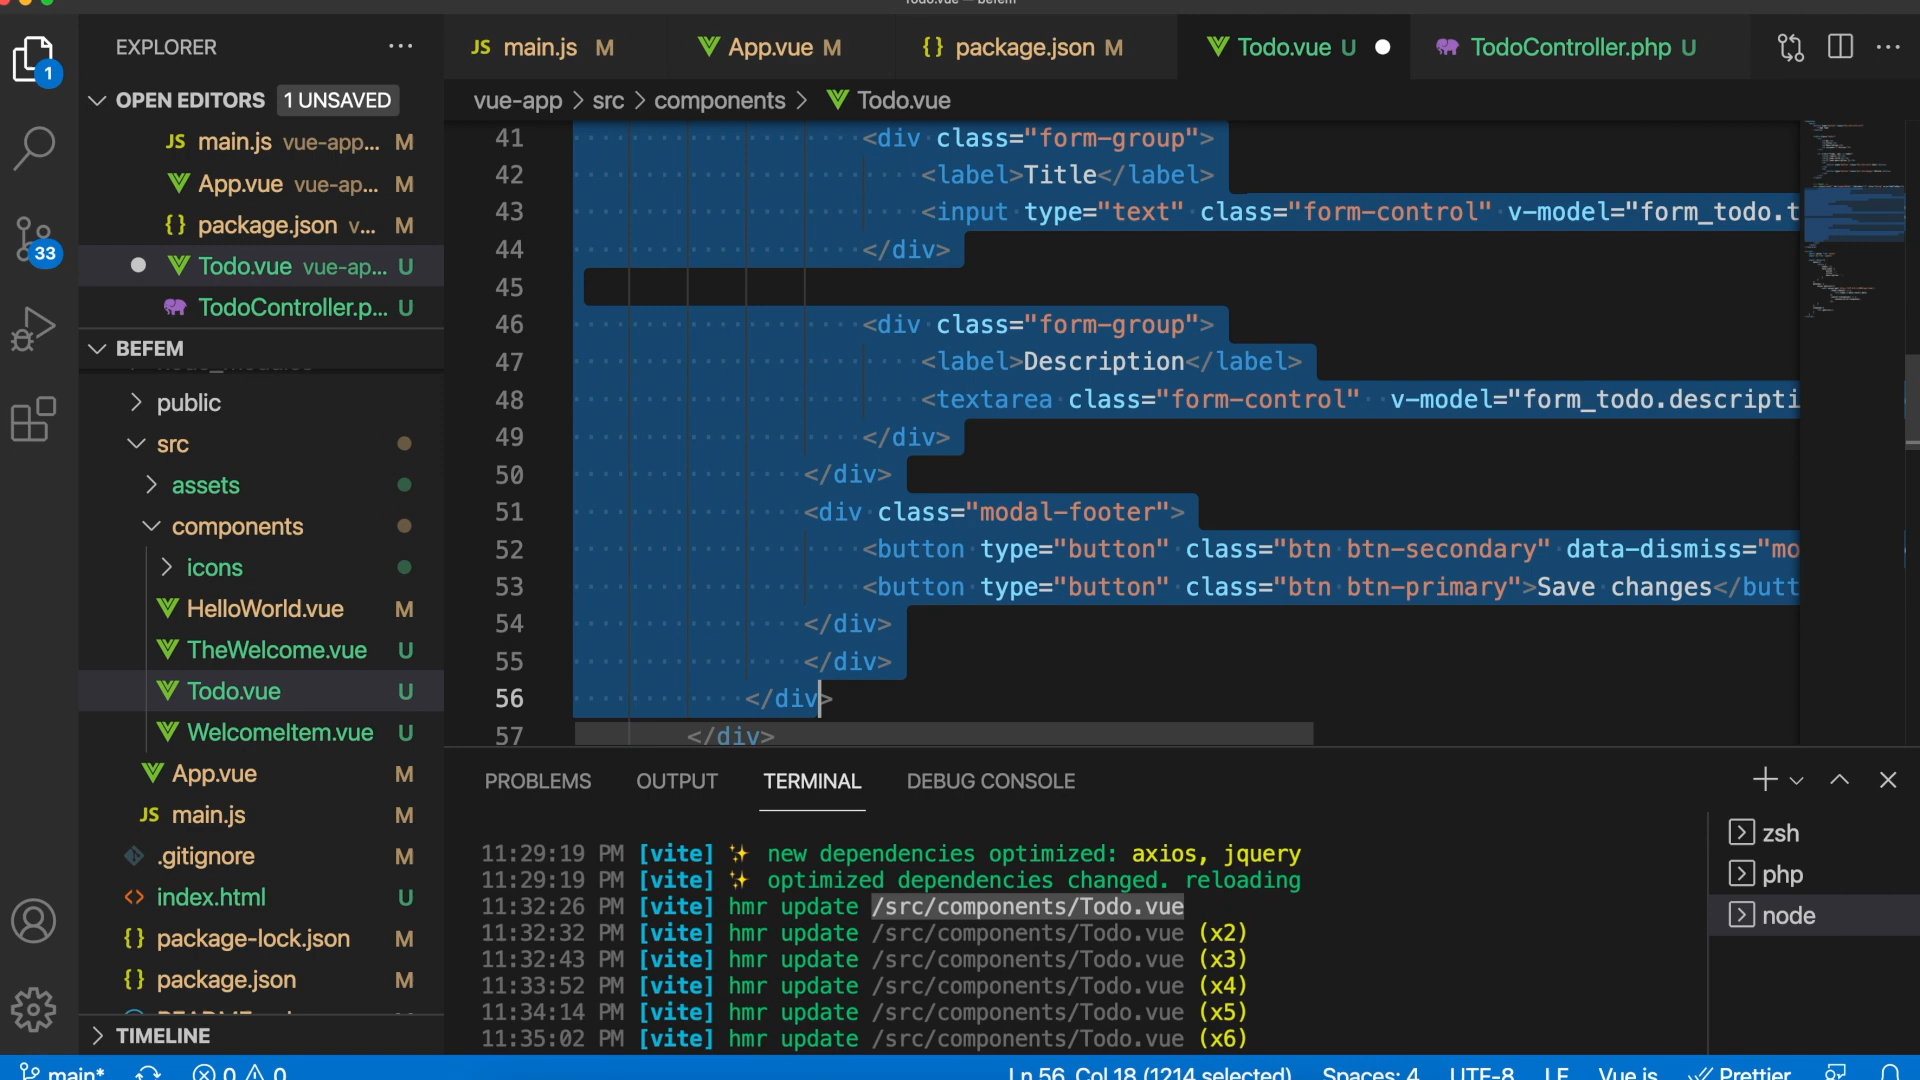 Todo.vue — befem
EXPLORER
JS main.js M
App.vue M
{} package.json M
Todo.vue U
TodoController.php U
1
OPEN EDITORS 1 UNSAVED
vue-app > src > components > Todo.vue
JS main.js vue-app... M
App.vue vue-ap... M
{} package.json v... M
Todo.vue vue-ap... U
TodoController.p... U
33
BEFEM
public
src
assets
components
icons
HelloWorld.vue M
TheWelcome.vue U
Todo.vue U
WelcomeItem.vue U
App.vue M
JS main.js M
.gitignore M
<> index.html U
{} package-lock.json M
{} package.json M
TIMELINE
41 <div class="form-group">
42 <label>Title</label>
43 <input type="text" class="form-control" v-model="form_todo.t
44 </div>
45
46 <div class="form-group">
47 <label>Description</label>
48 <textarea class="form-control"  v-model="form_todo.descripti
49 </div>
50 </div>
51 <div class="modal-footer">
52 <button type="button" class="btn btn-secondary" data-dismiss="mo
53 <button type="button" class="btn btn-primary">Save changes</butt
54 </div>
55 </div>
56 </div>
57 </div>
PROBLEMS OUTPUT TERMINAL DEBUG CONSOLE
11:29:19 PM [vite] ✨ new dependencies optimized: axios, jquery
11:29:19 PM [vite] ✨ optimized dependencies changed. reloading
11:32:26 PM [vite] hmr update /src/components/Todo.vue
11:32:32 PM [vite] hmr update /src/components/Todo.vue (x2)
11:32:43 PM [vite] hmr update /src/components/Todo.vue (x3)
11:33:52 PM [vite] hmr update /src/components/Todo.vue (x4)
11:34:14 PM [vite] hmr update /src/components/Todo.vue (x5)
11:35:02 PM [vite] hmr update /src/components/Todo.vue (x6)
zsh
php
node
main* 0 0 Ln 56, Col 18 (1214 selected) Spaces: 4 UTF-8 LF Vue.js Prettier